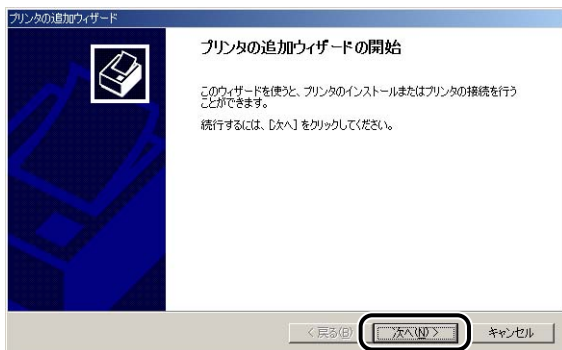 プリンタの追加ウィザード
プリンタの追加ウィザードの開始
このウィザードを使うと、プリンタのインストールまたはプリンタの接続を行う
ことができます。
続行するには、[次へ] をクリックしてください。
< 戻る(B)
次へ(N) >
キャンセル